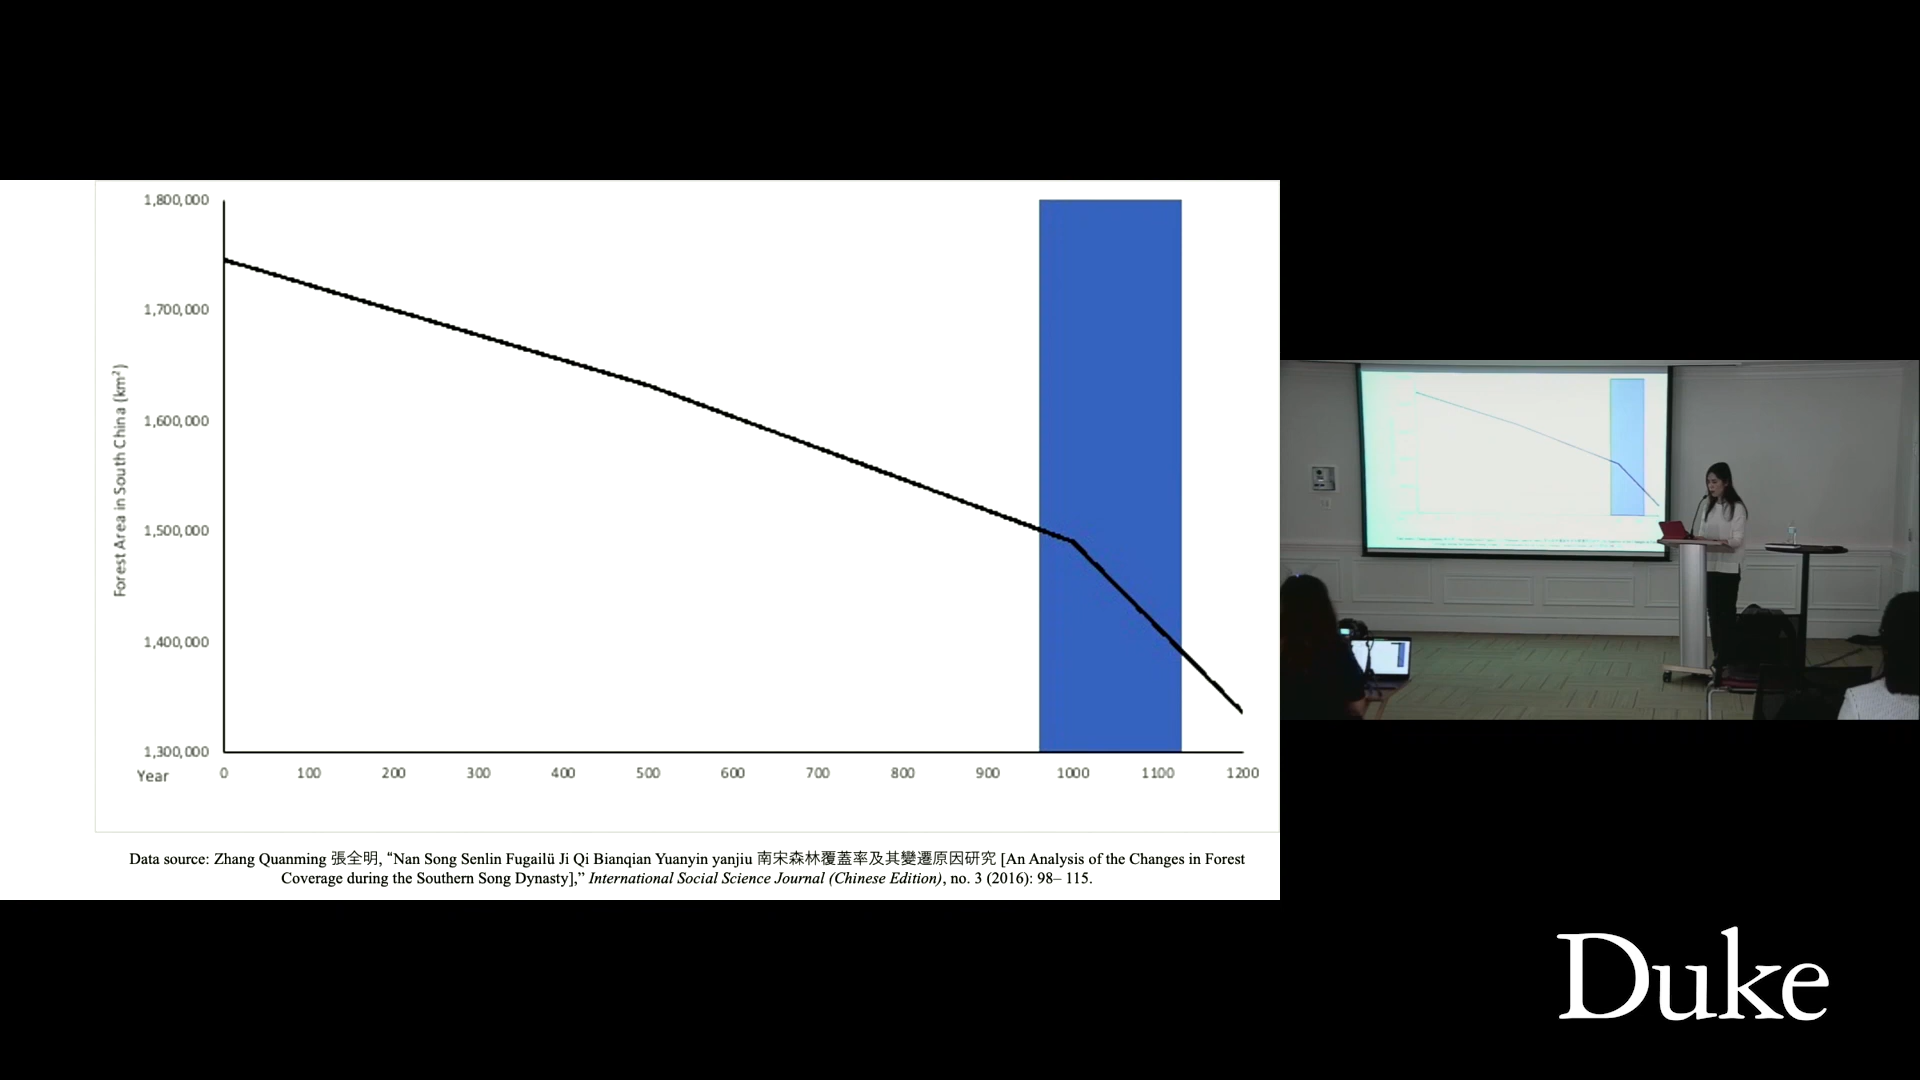 1,800,000
1,700,000
1,600,000
1,500,000
1,400,000
1,300,000
Forest Area in South China (km²)
Year 0 100 200 300 400 500 600 700 800 900 1000 1100 1200
Data source: Zhang Quanming 張全明, “Nan Song Senlin Fugailü Ji Qi Bianqian Yuanyin yanjiu 南宋森林覆蓋率及其變遷原因研究 [An Analysis of the Changes in Forest
Coverage during the Southern Song Dynasty],” International Social Science Journal (Chinese Edition), no. 3 (2016): 98– 115.
Duke